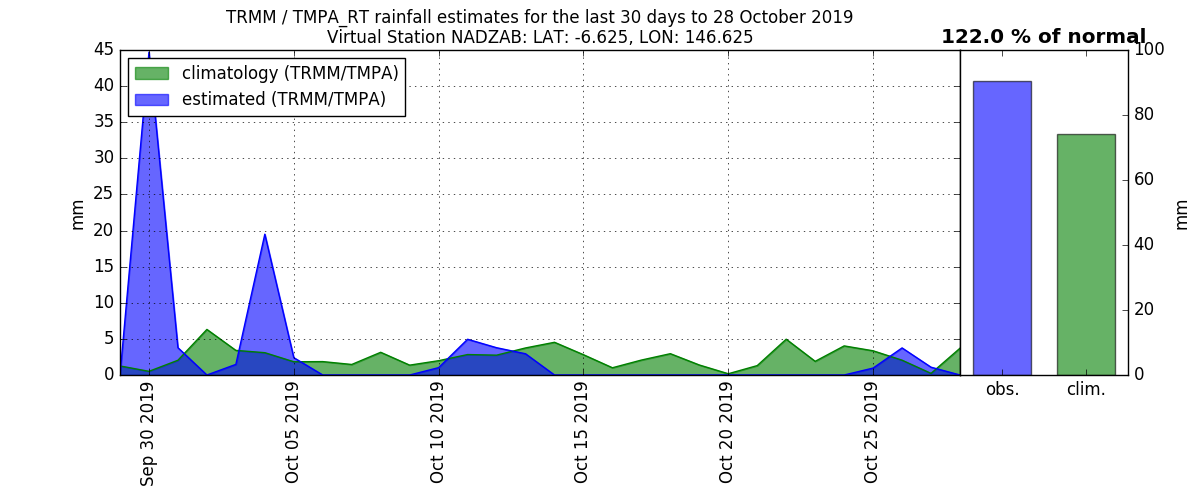 TRMM / TMPA_RT rainfall estimates for the last 30 days to 28 October 2019
Virtual Station NADZAB: LAT: -6.625, LON: 146.625
122.0 % of normal
climatology (TRMM/TMPA)
estimated (TRMM/TMPA)
45
40
35
30
25
20
15
10
5
0
mm
Sep 30 2019
Oct 05 2019
Oct 10 2019
Oct 15 2019
Oct 20 2019
Oct 25 2019
100
80
60
40
20
0
mm
obs.
clim.